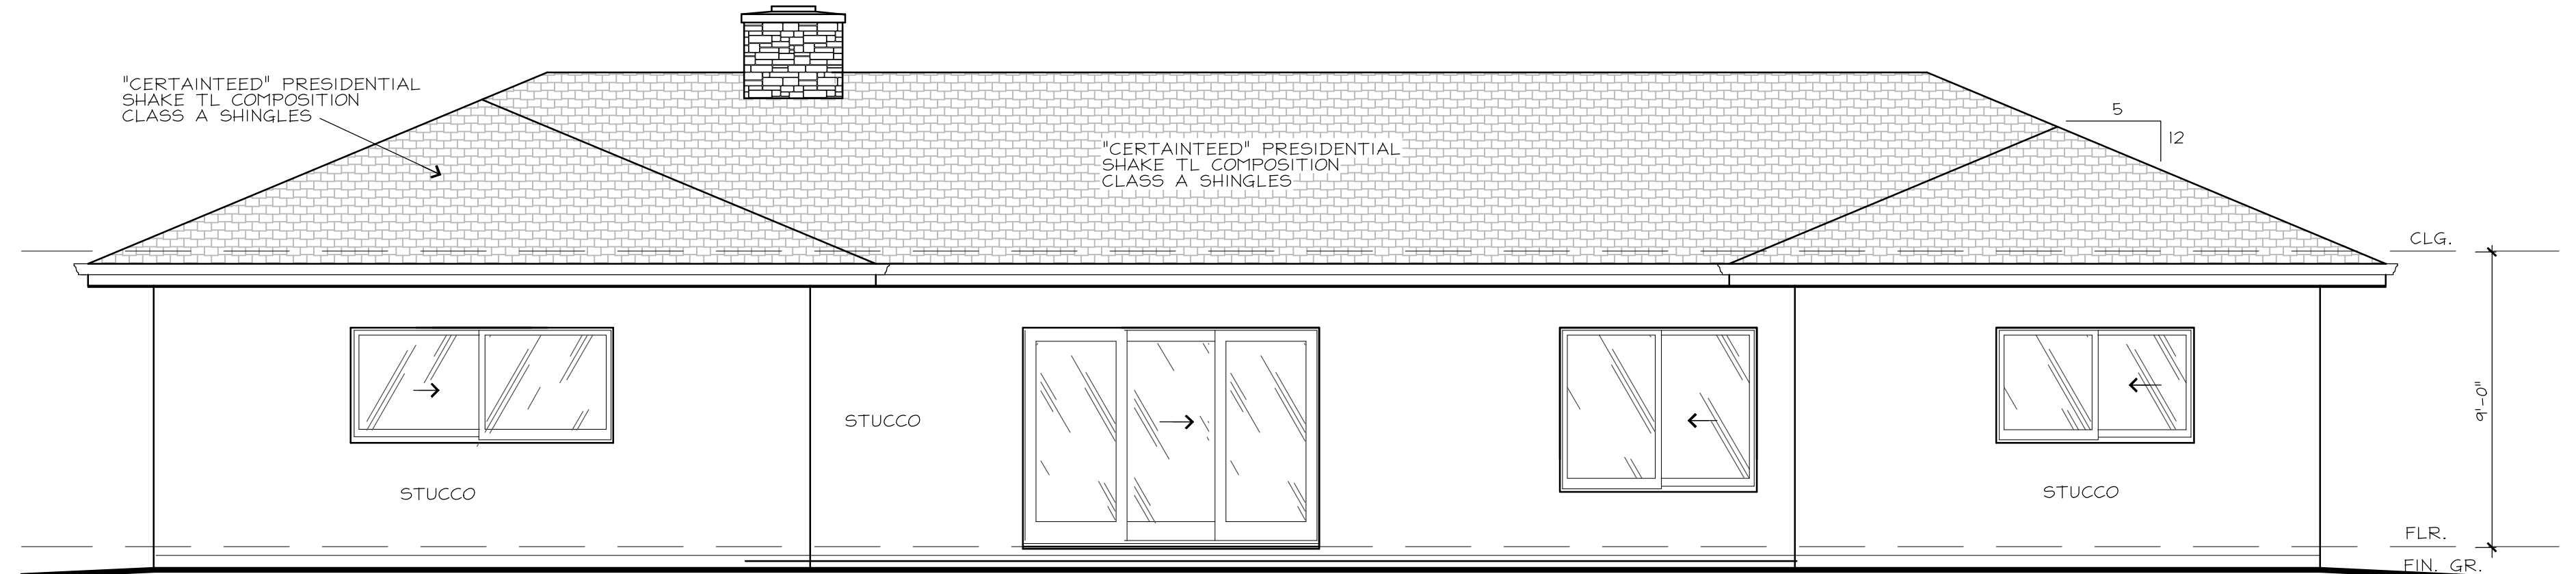 "CERTAINTEED" PRESIDENTIAL
SHAKE TL COMPOSITION
CLASS A SHINGLES
"CERTAINTEED" PRESIDENTIAL
SHAKE TL COMPOSITION
CLASS A SHINGLES
5
12
CLG.
9'-0"
STUCCO
STUCCO
STUCCO
FLR.
FIN. GR.